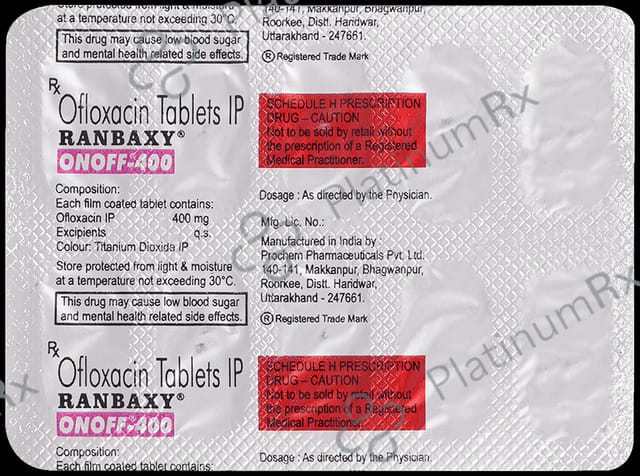 Store protected from light & moisture
at a temperature not exceeding 30°C.
This drug may cause low blood sugar
and mental health related side effects.
140-141, Makkanpur, Bhagwanpur,
Roorkee, Distt. Haridwar,
Uttarakhand - 247661.
® Registered Trade Mark
Rx
Ofloxacin Tablets IP
RANBAXY®
ONOFF-400
Composition:
Each film coated tablet contains:
Ofloxacin IP 400 mg
Excipients q.s.
Colour: Titanium Dioxide IP
Store protected from light & moisture
at a temperature not exceeding 30°C.
This drug may cause low blood sugar
and mental health related side effects.
SCHEDULE H PRESCRIPTION
DRUG – CAUTION
Not to be sold by retail without
the prescription of a Registered
Medical Practitioner.
Dosage : As directed by the Physician.
Mfg. Lic. No.:
Manufactured in India by :
Prochem Pharmaceuticals Pvt. Ltd.
140-141, Makkanpur, Bhagwanpur,
Roorkee, Distt. Haridwar,
Uttarakhand - 247661.
® Registered Trade Mark
Rx
Ofloxacin Tablets IP
RANBAXY®
ONOFF-400
Composition:
Each film coated tablet contains:
SCHEDULE H PRESCRIPTION
DRUG – CAUTION
Not to be sold by retail without
the prescription of a Registered
Medical Practitioner.
Dosage : As directed by the Physician.
PlatinumRx
PlatinumRx
Rx